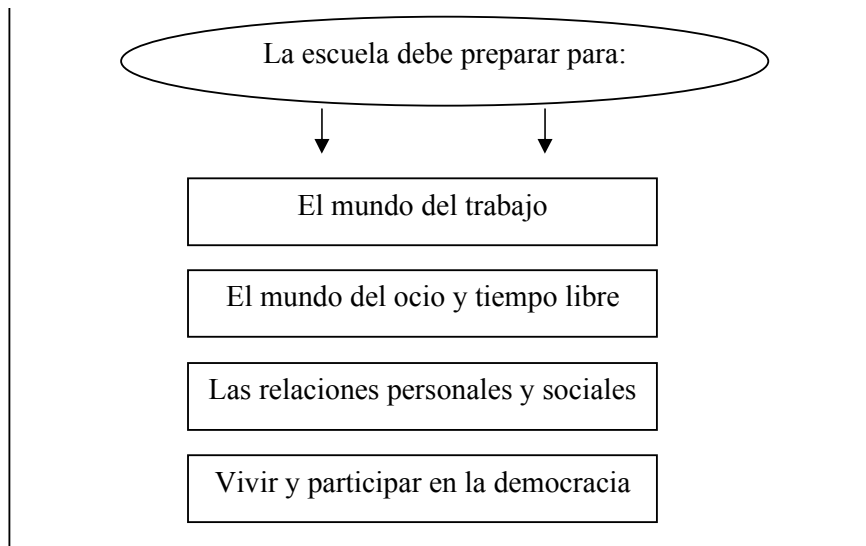 La escuela debe preparar para:
El mundo del trabajo
El mundo del ocio y tiempo libre
Las relaciones personales y sociales
Vivir y participar en la democracia